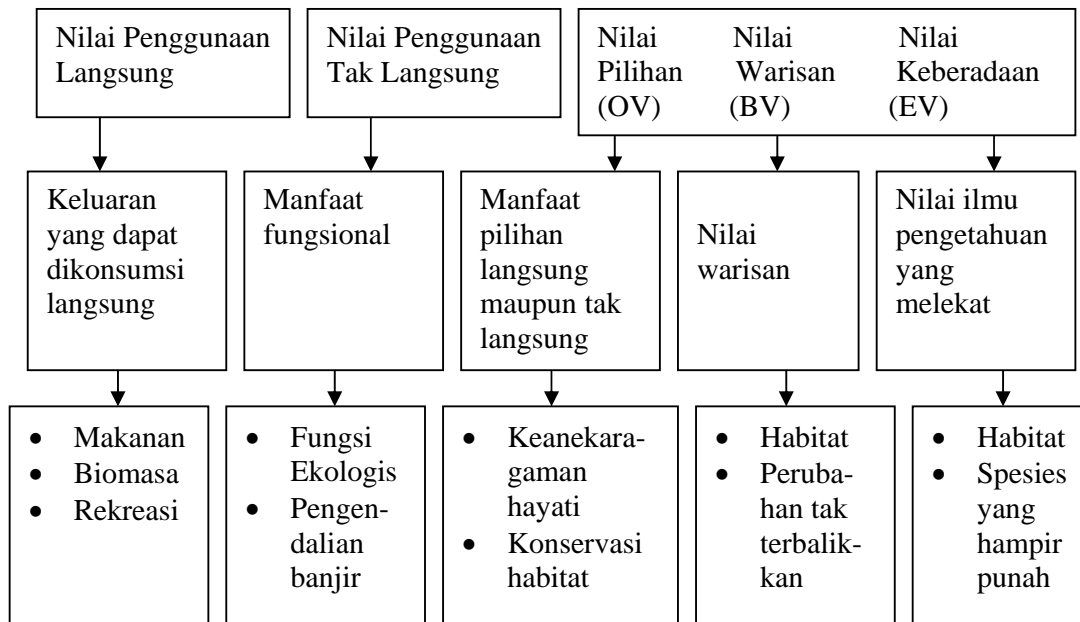 Nilai Penggunaan
Langsung
Nilai Penggunaan
Tak Langsung
Nilai Nilai Nilai
Pilihan Warisan Keberadaan
(OV) (BV) (EV)
Keluaran
yang dapat
dikonsumsi
langsung
Manfaat
fungsional
Manfaat
pilihan
langsung
maupun tak
langsung
Nilai
warisan
Nilai ilmu
pengetahuan
yang
melekat
• Makanan
• Biomasa
• Rekreasi
• Fungsi
Ekologis
• Pengen-
dalian
banjir
• Keanekara-
gaman
hayati
• Konservasi
habitat
• Habitat
• Peruba-
han tak
terbalik-
kan
• Habitat
• Spesies
yang
hampir
punah